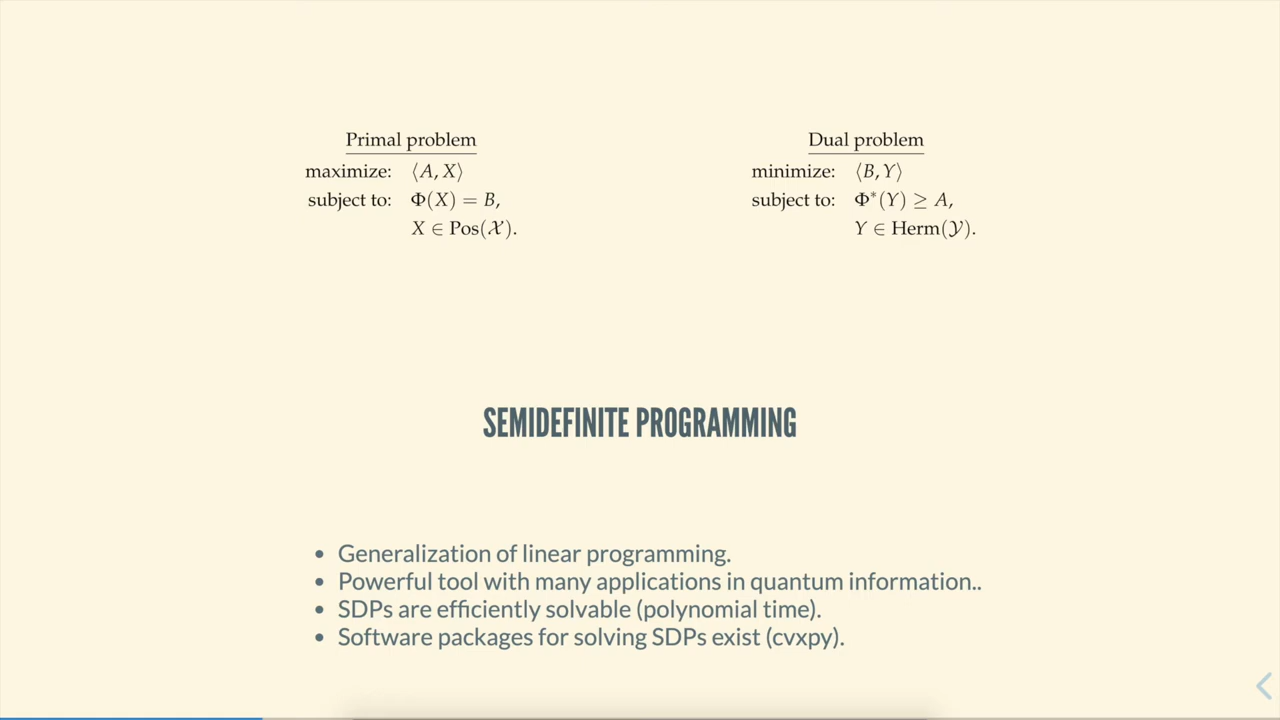 Primal problem
maximize: ⟨A, X⟩
subject to: Φ(X) = B,
X ∈ Pos(𝒳).
Dual problem
minimize: ⟨B, Y⟩
subject to: Φ*(Y) ≥ A,
Y ∈ Herm(𝒴).
SEMIDEFINITE PROGRAMMING
• Generalization of linear programming.
• Powerful tool with many applications in quantum information..
• SDPs are efficiently solvable (polynomial time).
• Software packages for solving SDPs exist (cvxpy).